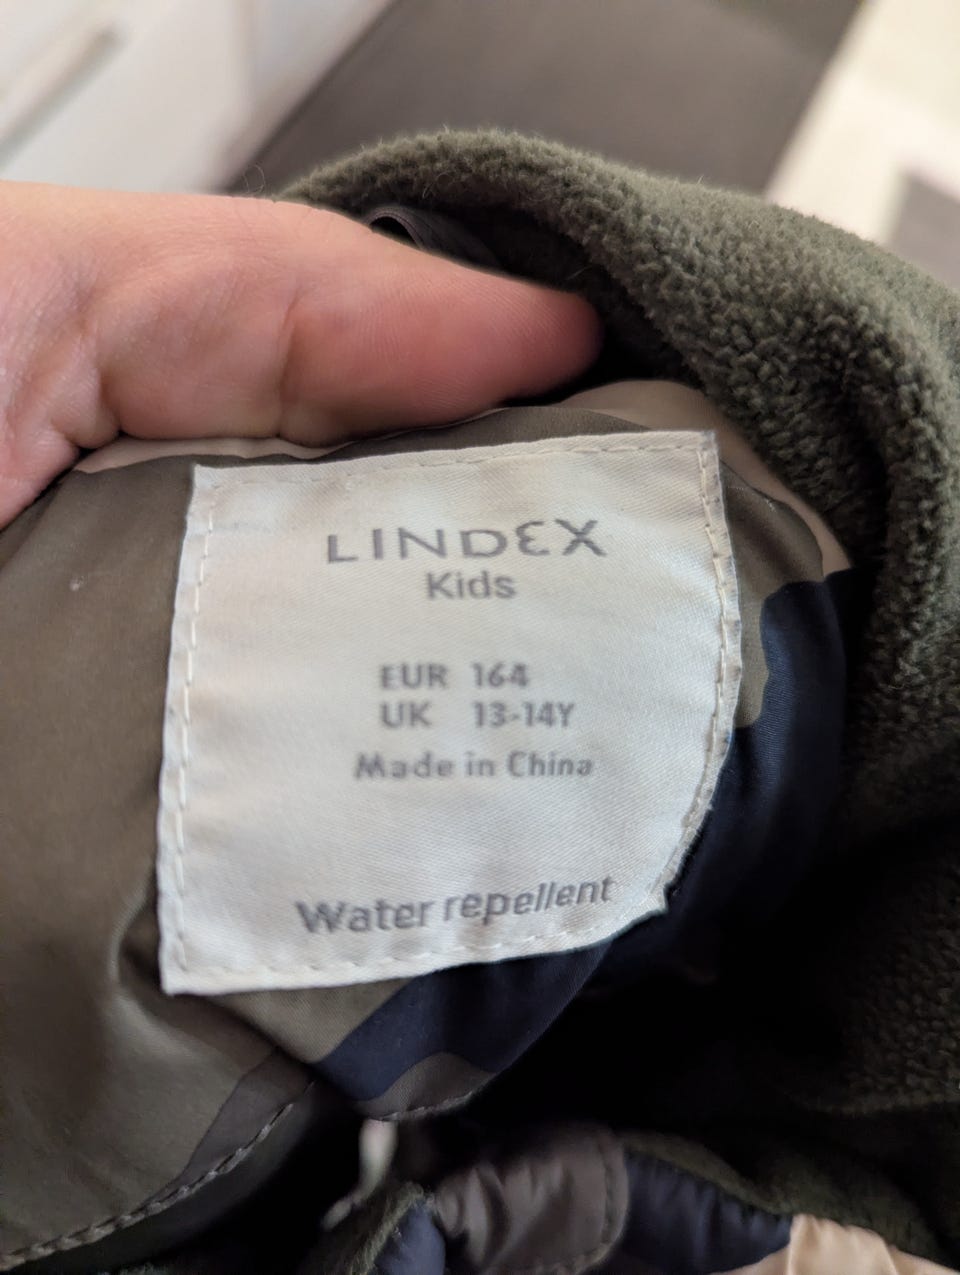 LINDEX
Kids
EUR 164
UK 13-14Y
Made in China
Water repellent